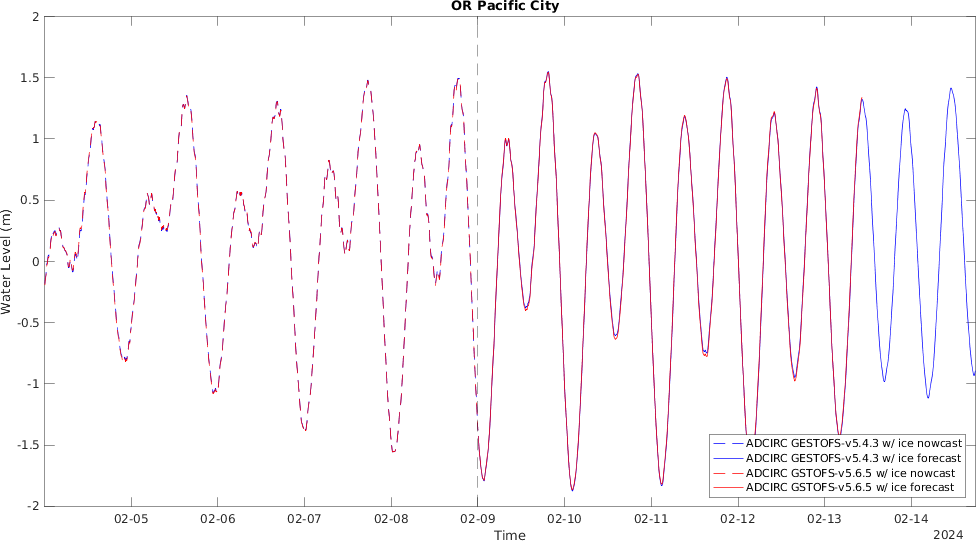 OR Pacific City
2
1.5
1
0.5
0
-0.5
-1
-1.5
-2
Water Level (m)
ADCIRC GESTOFS-v5.4.3 w/ ice nowcast
ADCIRC GESTOFS-v5.4.3 w/ ice forecast
ADCIRC GSTOFS-v5.6.5 w/ ice nowcast
ADCIRC GSTOFS-v5.6.5 w/ ice forecast
02-05 02-06 02-07 02-08 02-09 02-10 02-11 02-12 02-13 02-14
Time
2024